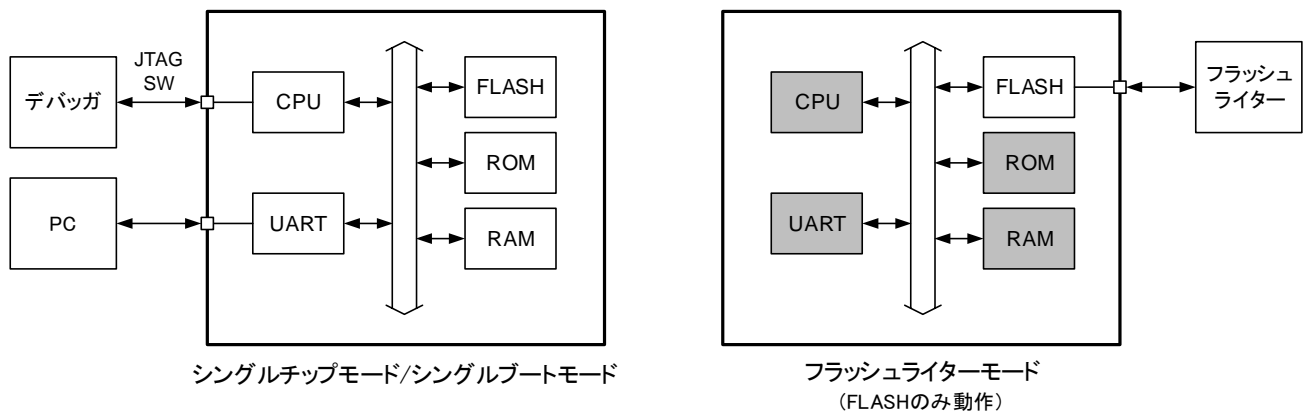 JTAG
SW
デバッガ
CPU
FLASH
ROM
PC
UART
RAM
シングルチップモード/シングルブートモード
CPU
FLASH
フラッシュ
ライター
ROM
UART
RAM
フラッシュライターモード
(FLASHのみ動作)